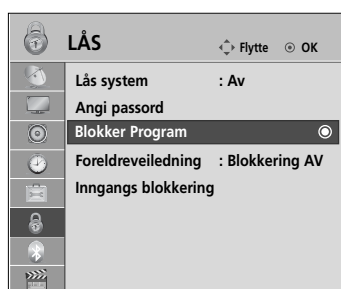 LÅS Flytte OK
Lås system : Av
Angi passord
Blokker Program
Foreldreveiledning : Blokkering AV
Inngangs blokkering